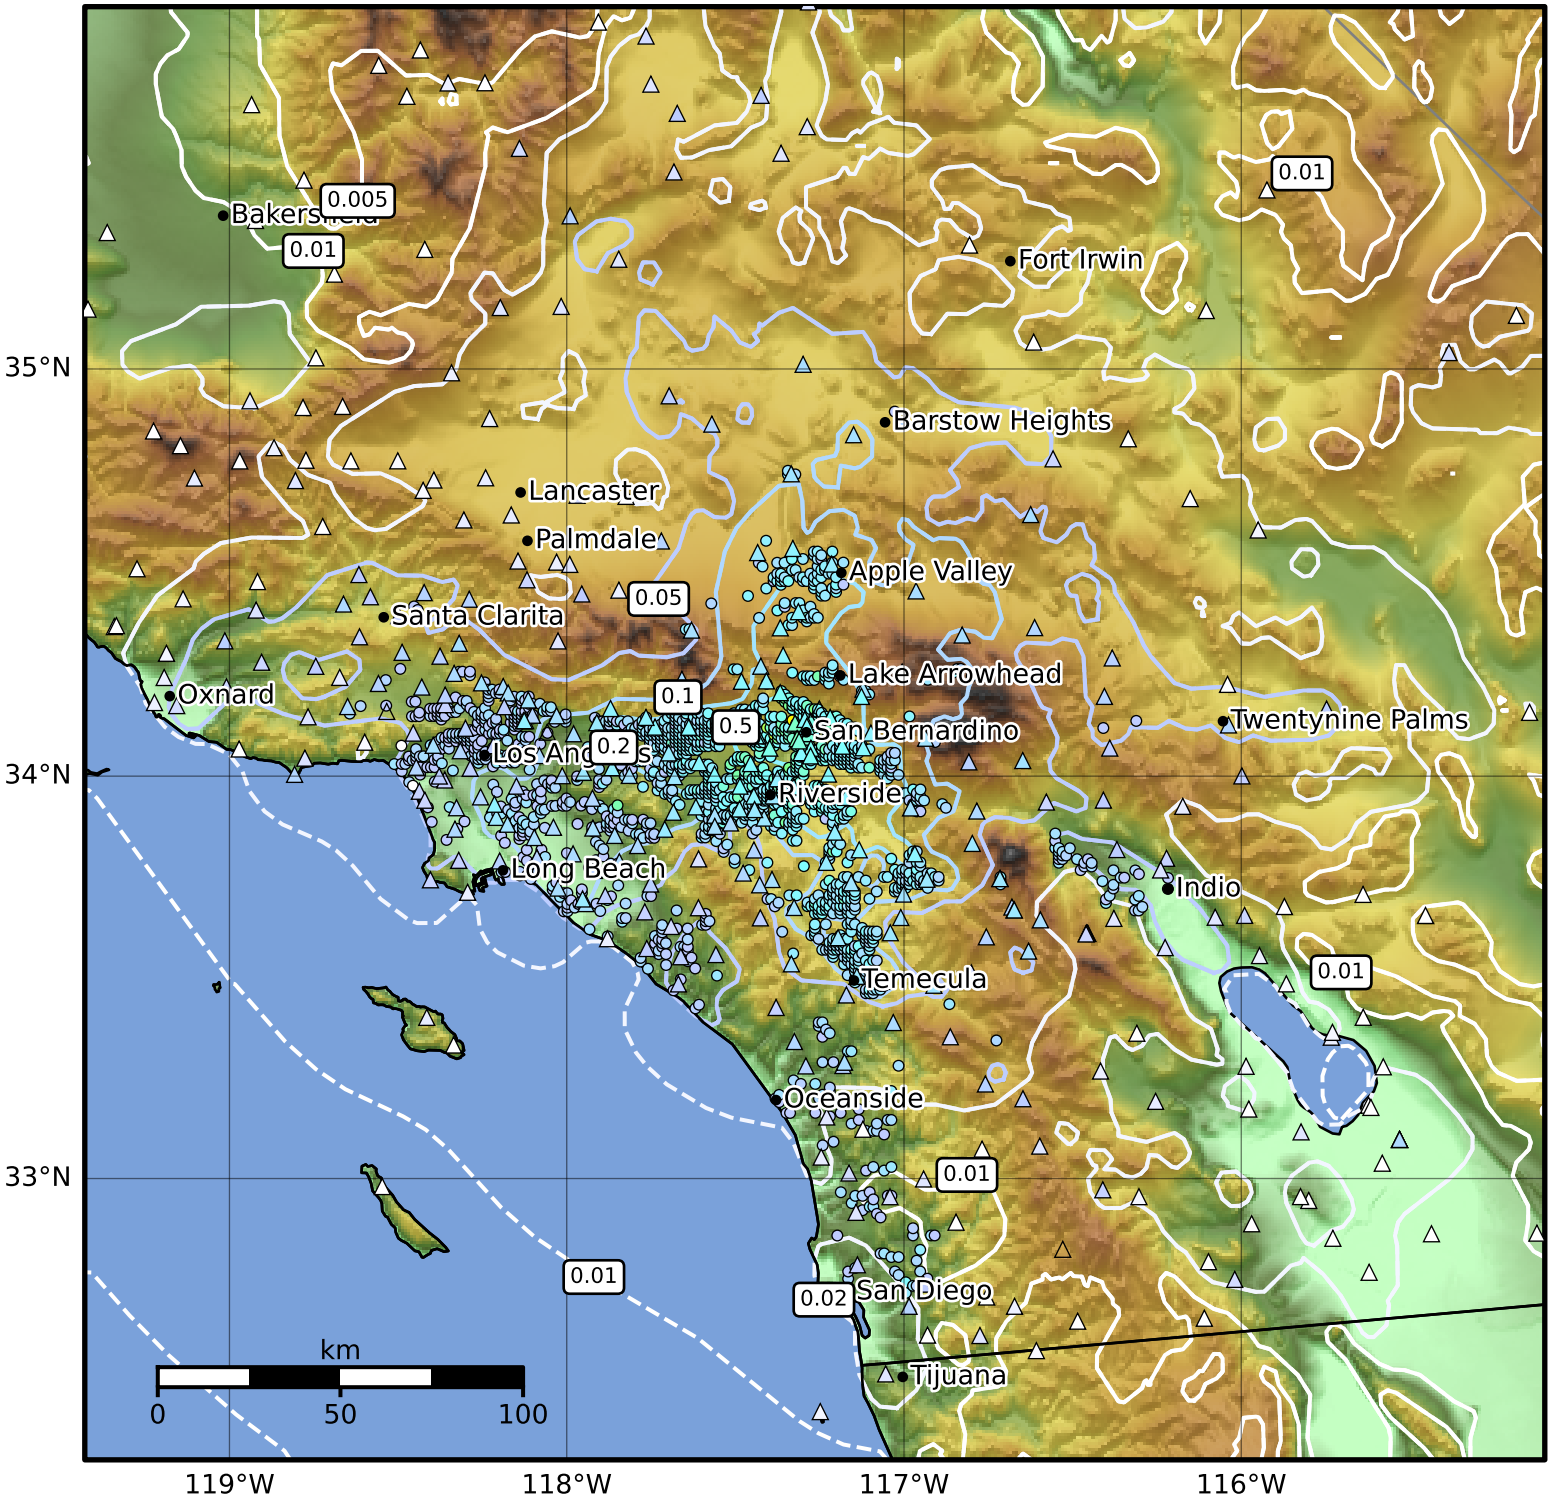 0.01
0.005
Bakersfield
0.01
Fort Irwin
35°N
Barstow Heights
Lancaster
Palmdale
Apple Valley
0.05
Santa Clarita
Lake Arrowhead
Oxnard
0.1
Twentynine Palms
0.5
San Bernardino
0.2
Los Angeles
34°N
Riverside
Long Beach
Indio
0.01
Temecula
Oceanside
33°N
0.01
0.01
San Diego
0.02
km
Tijuana
0
50
100
119°W
118°W
117°W
116°W